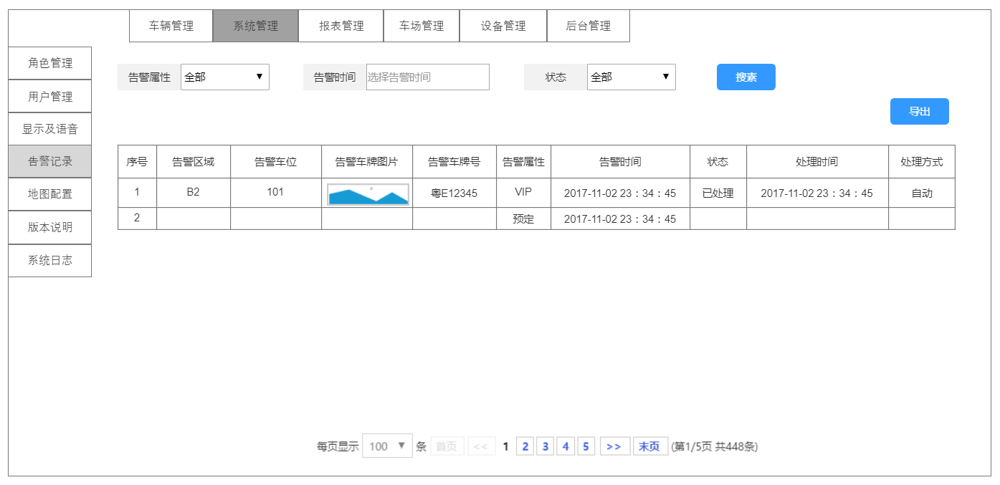 车辆管理 系统管理 报表管理 车场管理 设备管理 后台管理
角色管理
用户管理
显示及语音
告警记录
地图配置
版本说明
系统日志
告警属性 全部 ▼ 告警时间 选择告警时间 状态 全部 ▼ 搜素
导出
序号 告警区域 告警车位 告警车牌图片 告警车牌号 告警属性 告警时间 状态 处理时间 处理方式
1 B2 101 粤E12345 VIP 2017-11-02 23：34：45 已处理 2017-11-02 23：34：45 自动
2 预定 2017-11-02 23：34：45
每页显示 100 ▼ 条 首页 << 1 2 3 4 5 >> 末页 (第1/5页 共448条)